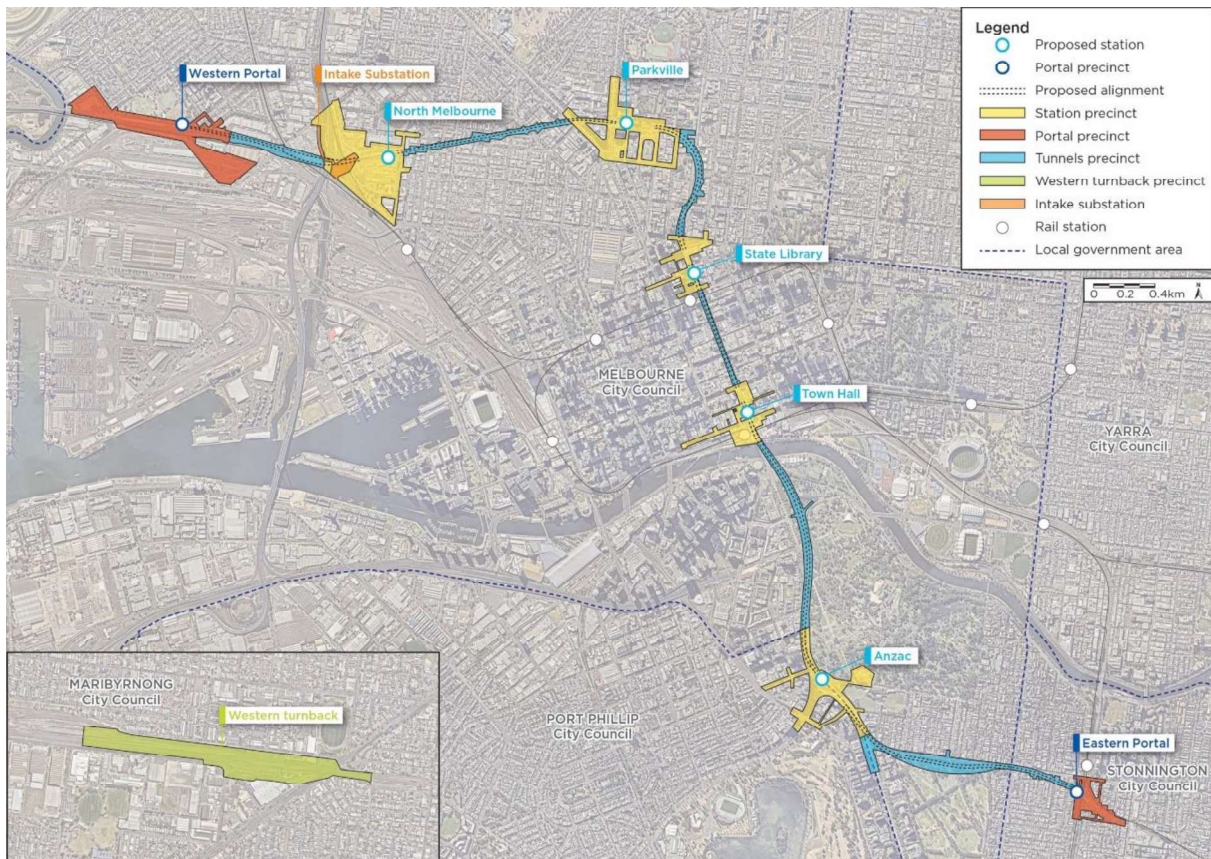 Legend
Proposed station
Portal precinct
Proposed alignment
Station precinct
Portal precinct
Tunnels precinct
Western turnback precinct
Intake substation
Rail station
Local government area
N
0 0.2 0.4km
Western Portal
Intake Substation
North Melbourne
Parkville
State Library
MELBOURNE
City Council
Town Hall
YARRA
City Council
Anzac
PORT PHILLIP
City Council
Eastern Portal
STONNINGTON
City Council
MARIBYRNONG
City Council
Western turnback